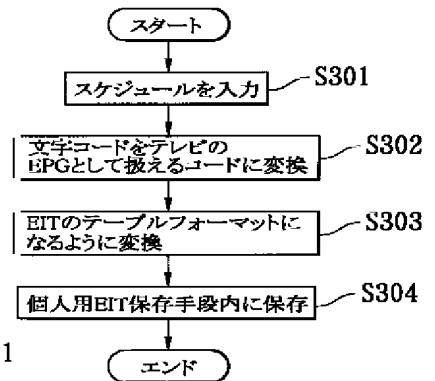 スタート
スケジュールを入力
S301
文字コードをテレビの
EPGとして扱えるコードに変換
S302
EITのテーブルフォーマットに
なるように変換
S303
個人用EIT保存手段内に保存
S304
1
エンド